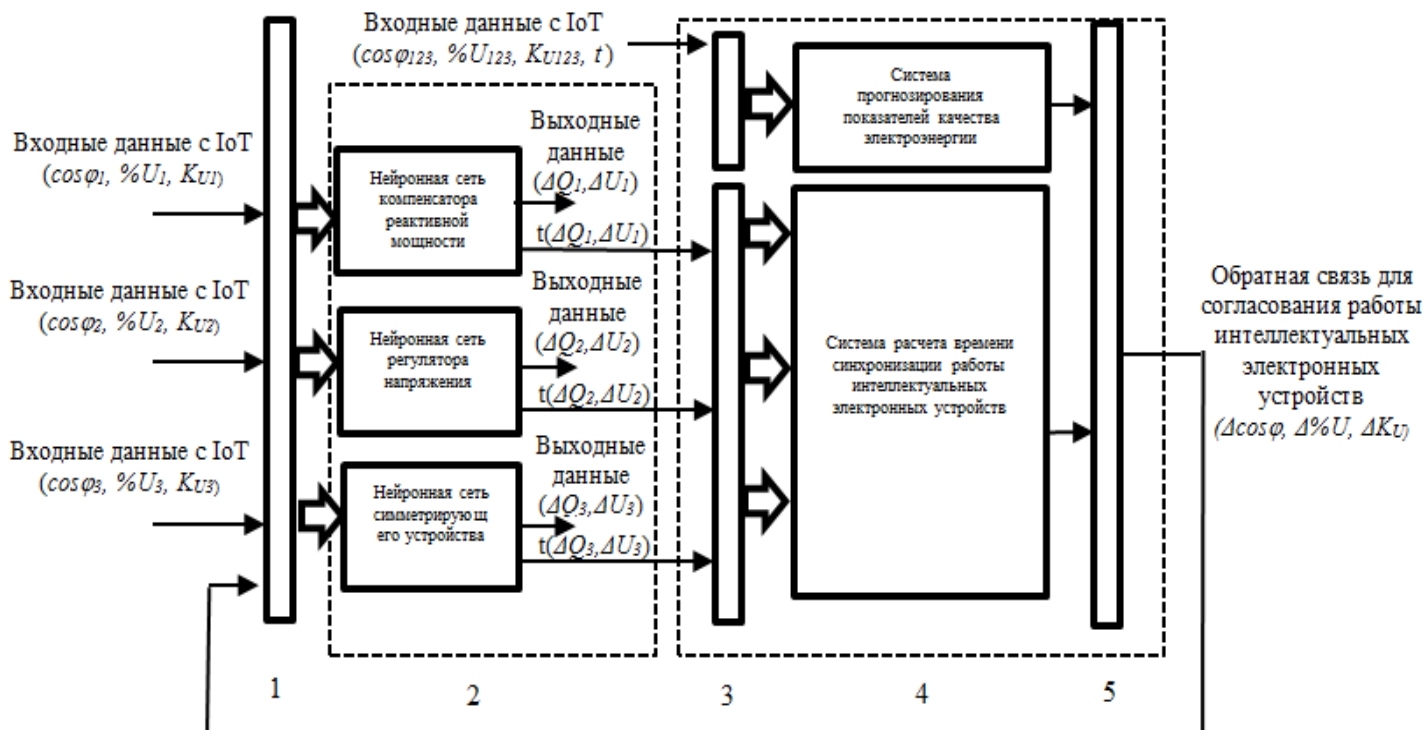 Входные данные с IoT
(cosφ1, %U1, KU1)
Входные данные с IoT
(cosφ2, %U2, KU2)
Входные данные с IoT
(cosφ3, %U3, KU3)
Входные данные с IoT
(cosφ123, %U123, KU123, t )
Нейронная сеть
компенсатора
реактивной
мощности
Выходные
данные
(ΔQ1,ΔU1)
t(ΔQ1,ΔU1)
Нейронная сеть
регулятора
напряжения
Выходные
данные
(ΔQ2,ΔU2)
t(ΔQ2,ΔU2)
Нейронная сеть
симметрирующ
его устройства
Выходные
данные
(ΔQ3,ΔU3)
t(ΔQ3,ΔU3)
Система
прогнозирования
показателей качества
электроэнергии
Система расчета времени
синхронизации работы
интеллектуальных
электронных устройств
Обратная связь для
согласования работы
интеллектуальных
электронных
устройств
(Δcosφ, Δ%U, ΔKU)
1
2
3
4
5